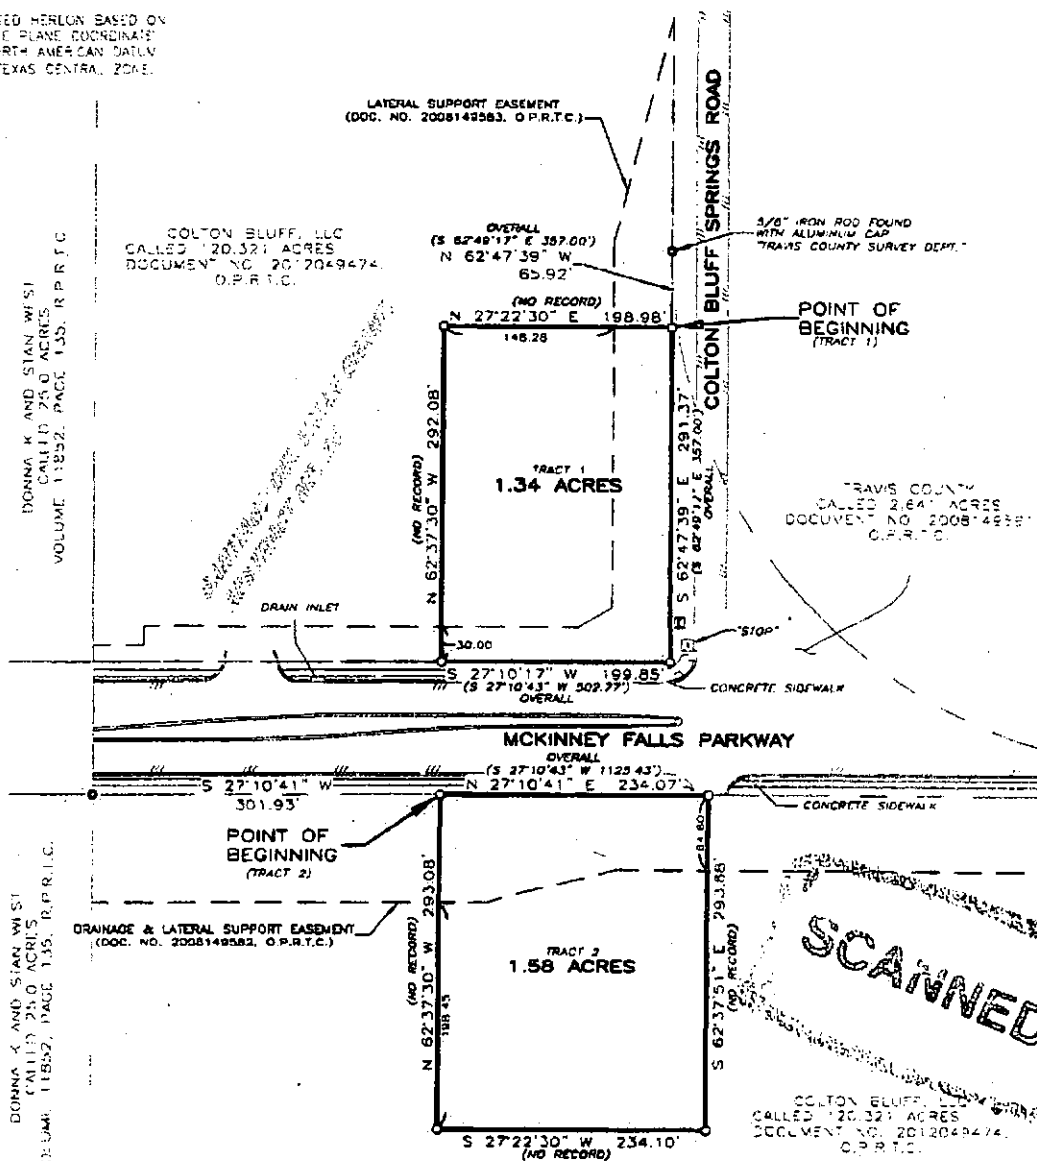 BASED ON
PLANE COORDINATE
AMERICAN DATUM
TEXAS CENTRAL ZONE.
LATERAL SUPPORT EASEMENT
(DOC. NO. 2008149583, O.P.R.T.C.)
COLTON BLUFF SPRINGS ROAD
COLTON BLUFF, LLC
CALLED 120.321 ACRES
DOCUMENT NO. 2012049474,
O.P.R.T.C.
OVERALL
(S 62°49'17" E 357.00')
N 62°47'39" W
65.92'
5/8" IRON ROD FOUND
WITH ALUMINUM CAP
"TRAVIS COUNTY SURVEY DEPT."
DONNA K AND STAN WEST
CALLED 25.0 ACRES
VOLUME 11852, PAGE 135, R.P.R.T.C.
(NO RECORD)
N 27°22'30" E 198.98'
148.28
POINT OF
BEGINNING
(TRACT 1)
N 62°37'30" W 292.08'
(NO RECORD)
TRACT 1
1.34 ACRES
S 62°47'39" E 291.37'
(S 62°49'17" E 357.00')
OVERALL
TRAVIS COUNTY
CALLED 2.641 ACRES
O.P.R.T.C.
DRAIN INLET
30.00
"STOP"
S 27°10'17" W 199.85'
(S 27°10'43" W 502.77')
OVERALL
CONCRETE SIDEWALK
MCKINNEY FALLS PARKWAY
OVERALL
(S 27°10'43" W 1125.43')
S 27°10'41" W
301.93'
N 27°10'41" E 234.07'
CONCRETE SIDEWALK
POINT OF
BEGINNING
(TRACT 2)
84.60
N 62°37'30" W 293.08'
(NO RECORD)
198.45
DRAINAGE & LATERAL SUPPORT EASEMENT
(DOC. NO. 2008149582, O.P.R.T.C.)
TRACT 2
1.58 ACRES
S 62°37'51" E 293.88'
(NO RECORD)
SCANNED
DONNA K AND STAN WEST
CALLED 25.0 ACRES
11852, PAGE 135, R.P.R.T.C.
COLTON BLUFF, LLC
CALLED 120.321 ACRES
DOCUMENT NO. 2012049474,
O.P.R.T.C.
S 27°22'30" W 234.10'
(NO RECORD)